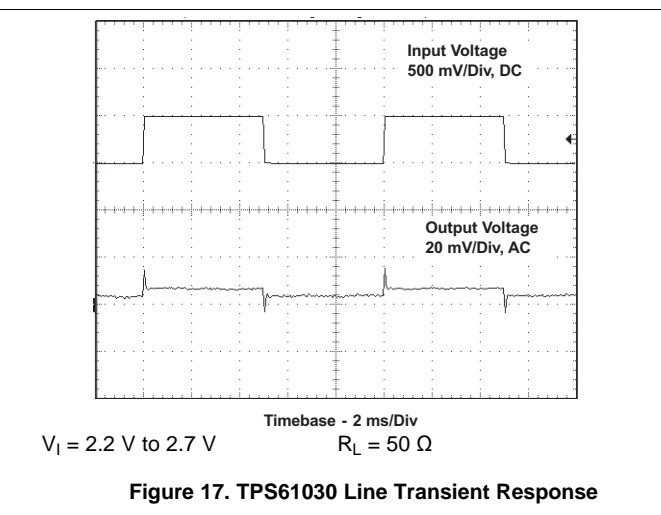 Input Voltage
500 mV/Div, DC
Output Voltage
20 mV/Div, AC
Timebase - 2 ms/Div
VI = 2.2 V to 2.7 V RL = 50 Ω
Figure 17. TPS61030 Line Transient Response